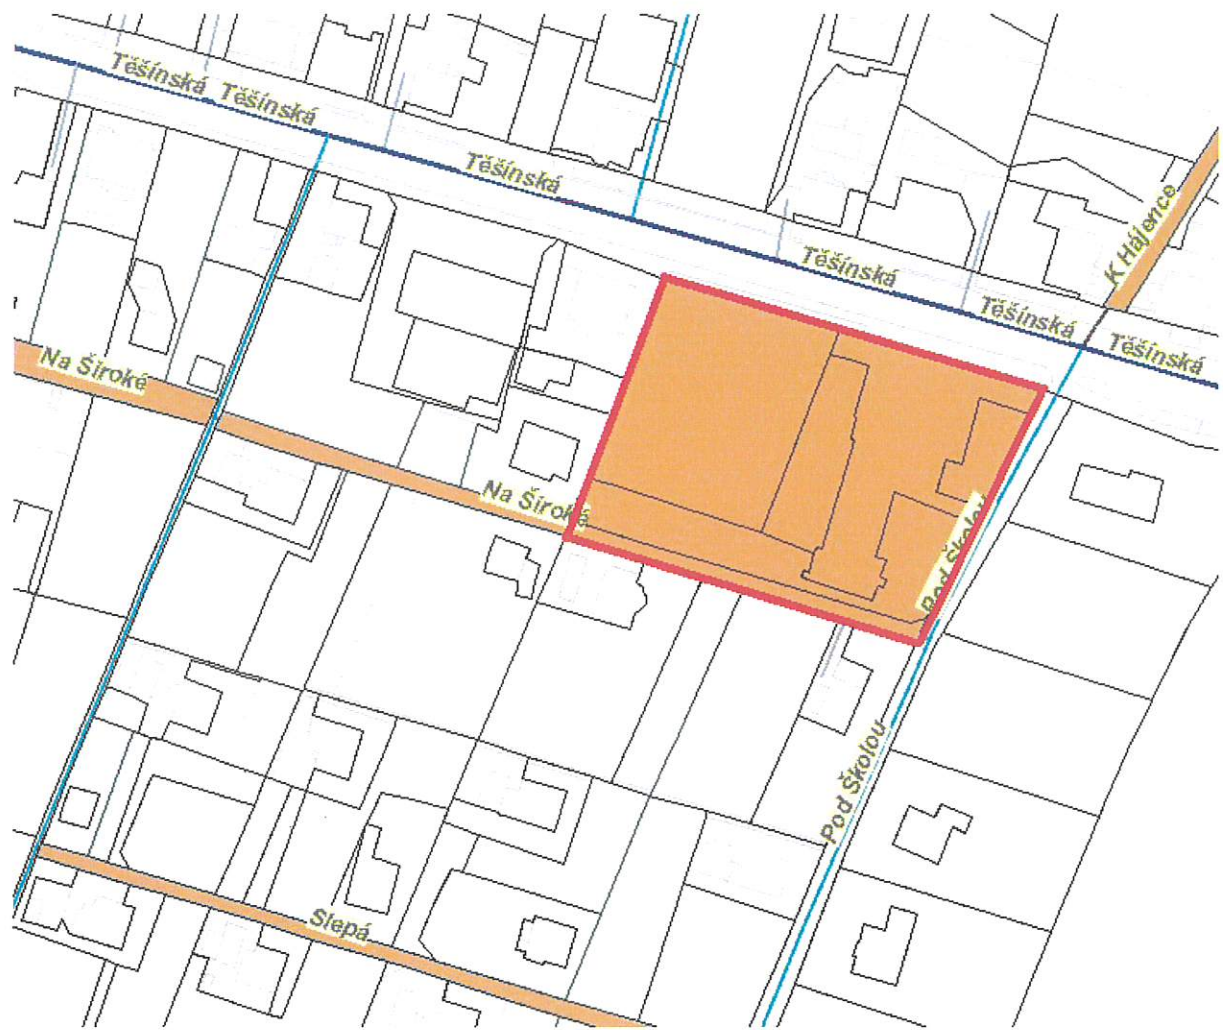 Těšínská
Těšínská
Těšínská
K Hájence
Těšínská
Těšínská
Těšínská
Na Široké
Na Široké
Pod Školou
Pod Školou
Slepá